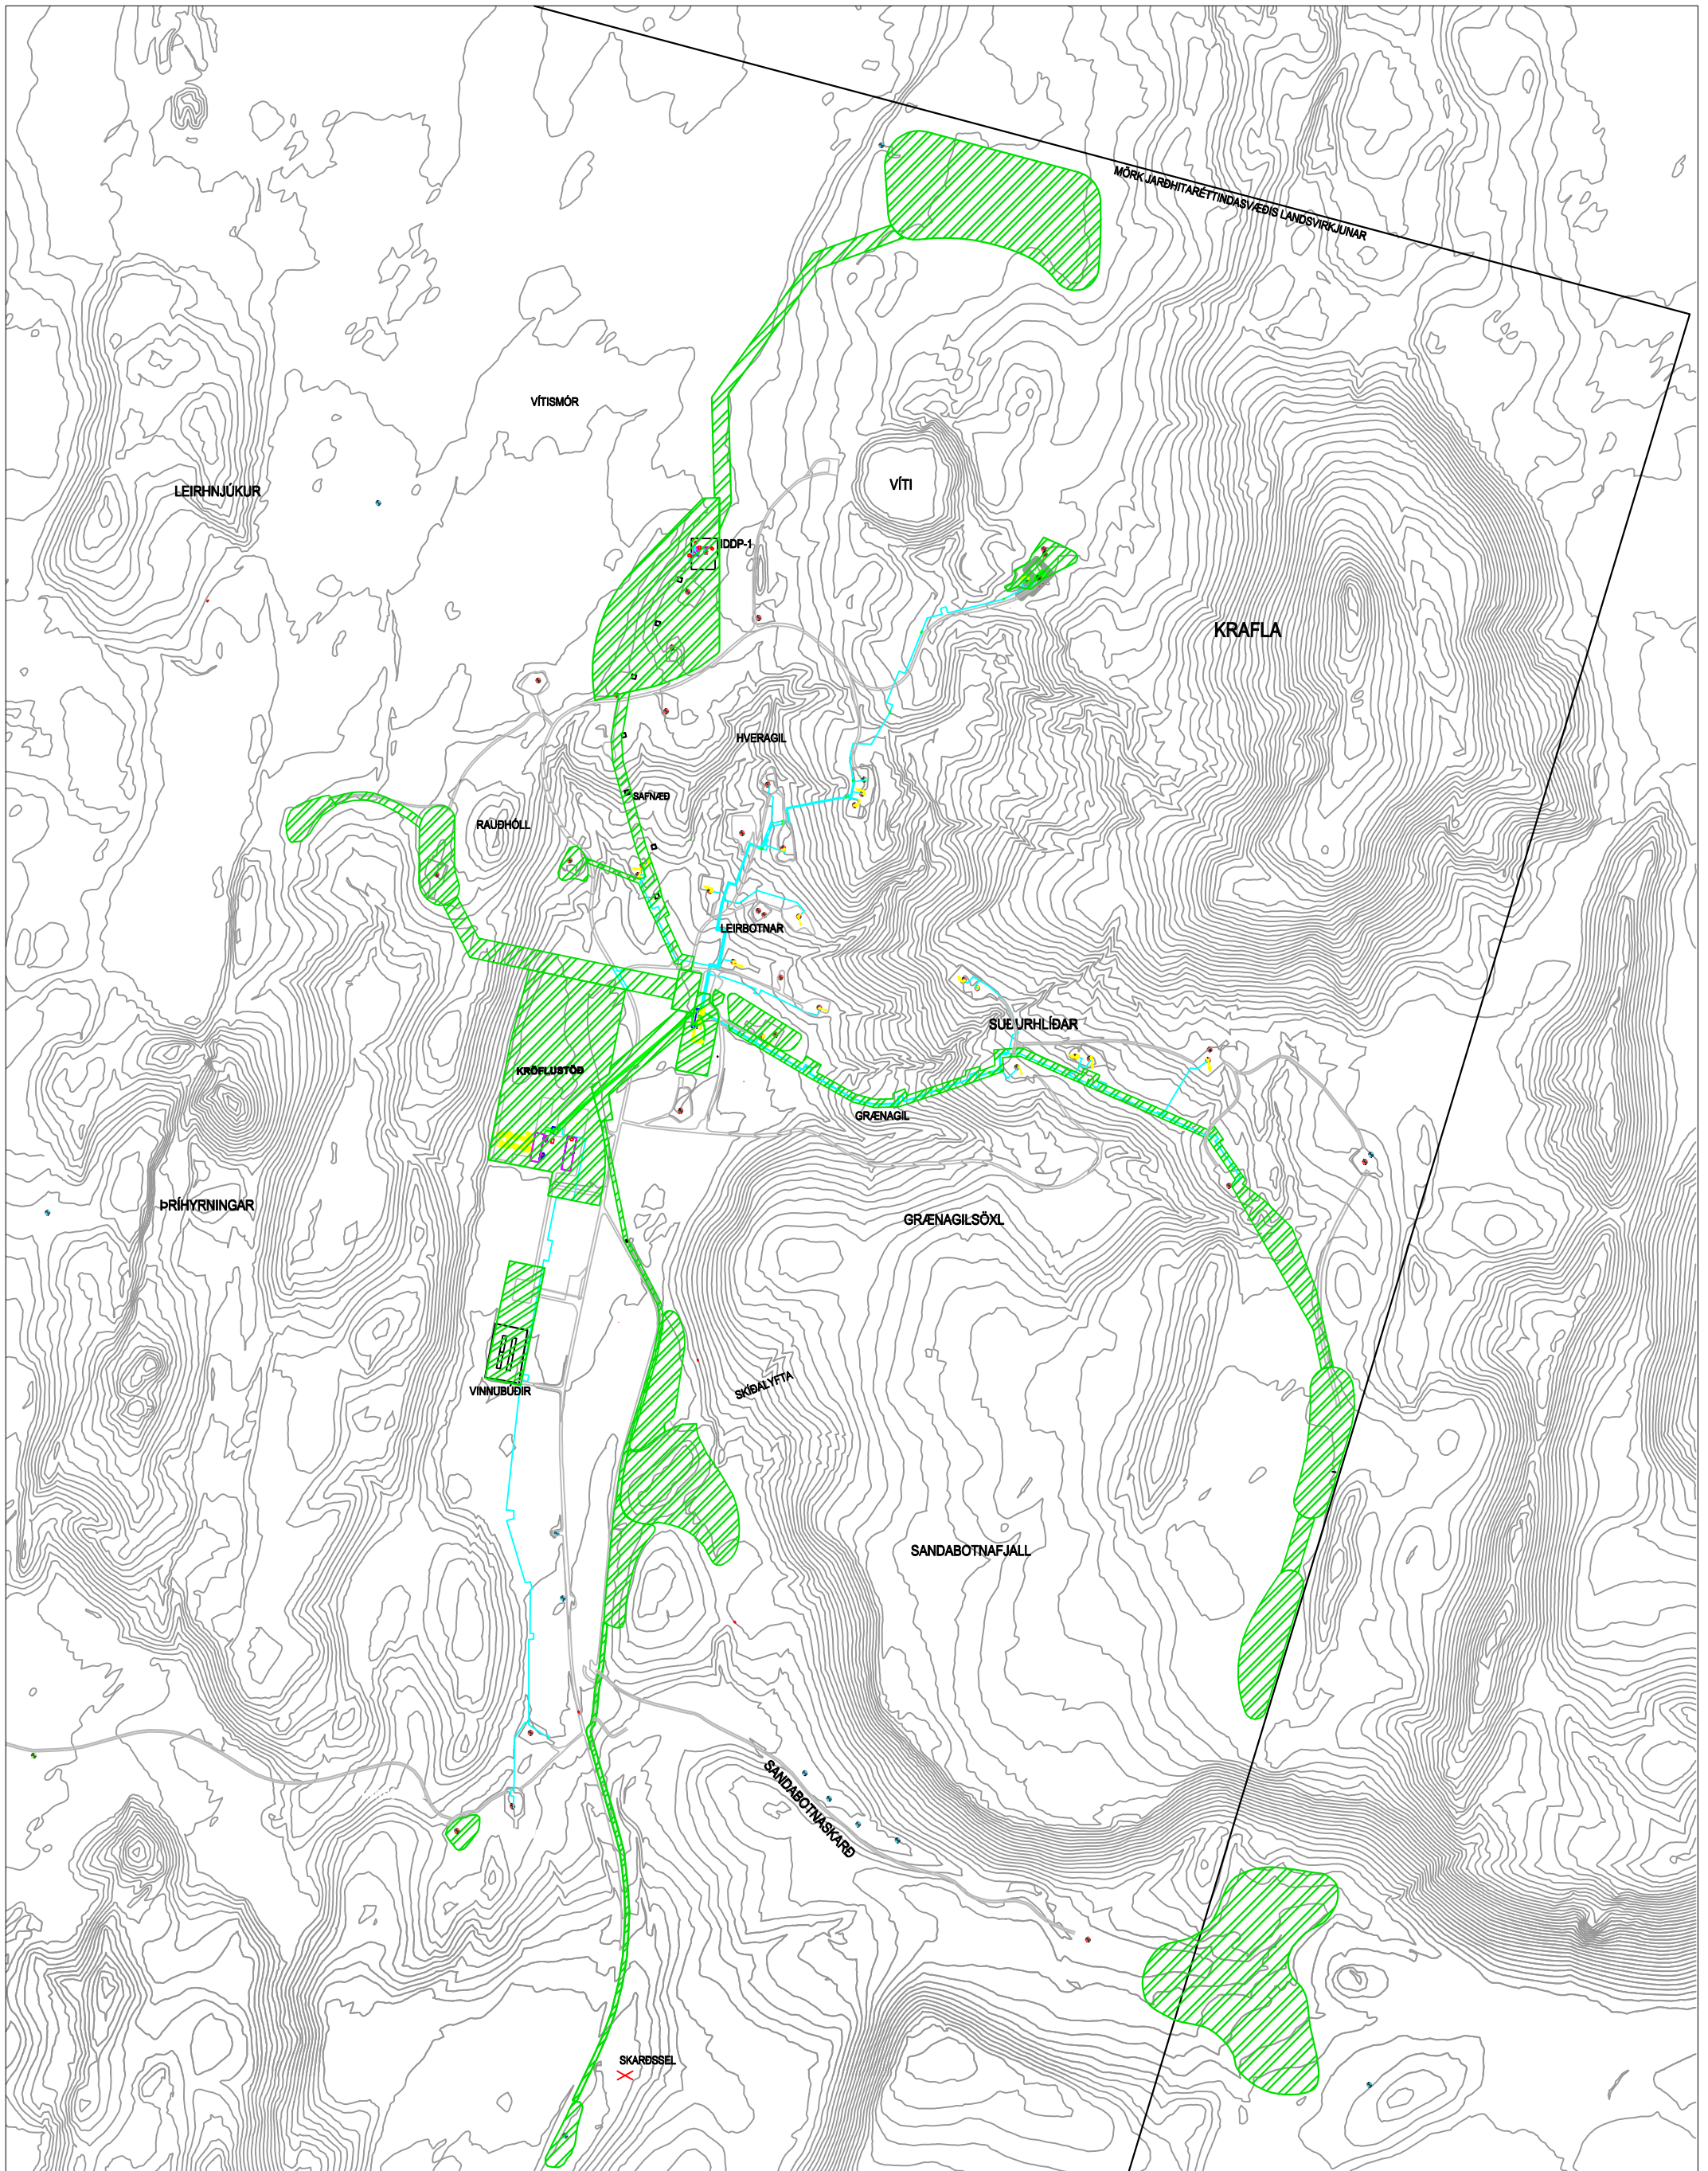 MÖRK JARÐHITARÉTTINDASVÆÐIS LANDSVIRKJUNAR
VÍTISMÓR
LEIRHNJÚKUR
VÍTI
IDDP-1
KRAFLA
HVERAGIL
SAFNÆÐ
RAUÐHÓLL
LEIRBOTNAR
SUÐURHLÍÐAR
KRÖFLUSTÖÐ
GRÆNAGIL
ÞRÍHYRNINGAR
GRÆNAGILSÖXL
SKÍÐALYFTA
VINNUBÚÐIR
SANDABOTNAFJALL
SANDABOTNASKARÐ
SKARÐSSEL